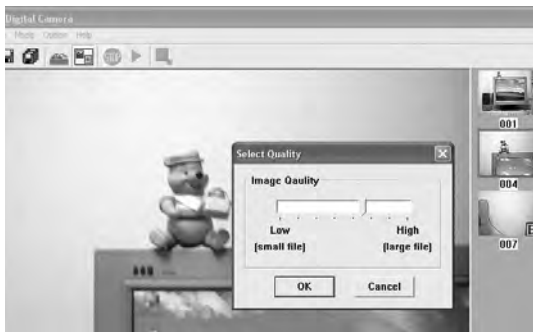 Digital Camera
Mode Option Help
001
004
007
Select Quality
Image Qaulity
Low High
[small file] [large file]
OK Cancel